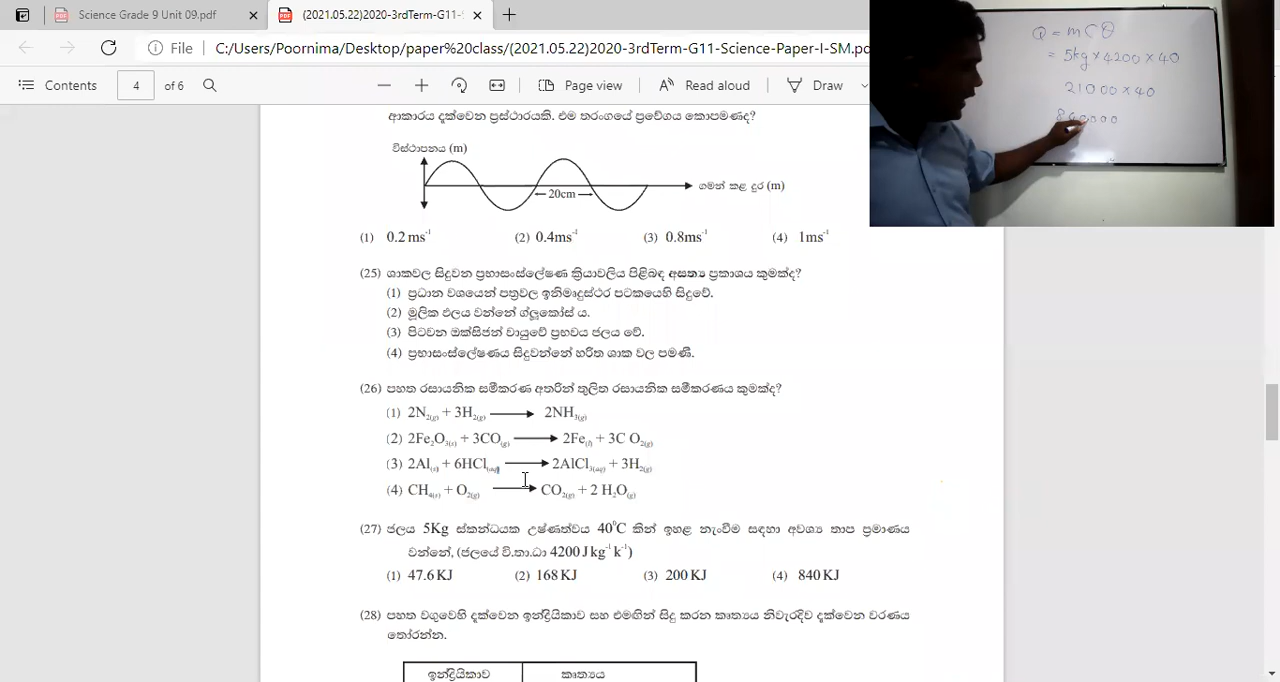 Science Grade 9 Unit 09.pdf
(2021.05.22)2020-3rdTerm-G11-S
File C:/Users/Poornima/Desktop/paper%20class/(2021.05.22)2020-3rdTerm-G11-Science-Paper-I-SM.pd
Contents 4 of 6 Page view Read aloud Draw
Q = m C θ
= 5kg × 4200 × 40
21000 × 40
840000
ආකාරය දැක්වෙන ප්‍රස්ථාරයකි. එම තරංගයේ ප්‍රවේගය කොපමණද?
විස්ථාපනය (m)
20cm
ගමන් කළ දුර (m)
(1) 0.2 ms⁻¹ (2) 0.4ms⁻¹ (3) 0.8ms⁻¹ (4) 1ms⁻¹
(25) ශාකවල සිදුවන ප්‍රභාසංස්ලේෂණ ක්‍රියාවලිය පිළිබඳ අසත්‍ය ප්‍රකාශය කුමක්ද?
(1) ප්‍රධාන වශයෙන් පත්‍රවල ඉනිමෘදුස්ථර පටකයෙහි සිදුවේ.
(2) මූලික ඵලය වන්නේ ග්ලූකෝස් ය.
(3) පිටවන ඔක්සිජන් වායුවේ ප්‍රභවය ජලය වේ.
(4) ප්‍රභාසංස්ලේෂණය සිදුවන්නේ හරිත ශාක වල පමණී.
(26) පහත රසායනික සමීකරණ අතරින් තුලිත රසායනික සමීකරණය කුමක්ද?
(1) 2N₂(g) + 3H₂(g) ⟶ 2NH₃(g)
(2) 2Fe₂O₃(s) + 3CO(g) ⟶ 2Fe(l) + 3C O₂(g)
(3) 2Al(s) + 6HCl(aq) ⟶ 2AlCl₃(aq) + 3H₂(g)
(4) CH₄(s) + O₂(g) ⟶ CO₂(g) + 2 H₂O(g)
(27) ජලය 5Kg ස්කන්ධයක උෂ්ණත්වය 40⁰C කින් ඉහළ නැංවීම සඳහා අවශ්‍ය තාප ප්‍රමාණය
වන්නේ, (ජලයේ වි.තා.ධා 4200 J kg⁻¹ k⁻¹)
(1) 47.6 KJ (2) 168 KJ (3) 200 KJ (4) 840 KJ
(28) පහත වගුවෙහි දැක්වෙන ඉන්ද්‍රියිකාව සහ එමඟින් සිදු කරන කෘත්‍යය නිවැරදිව දැක්වෙන වරණය
තෝරන්න.
ඉන්ද්‍රියිකාව කෘත්‍යය